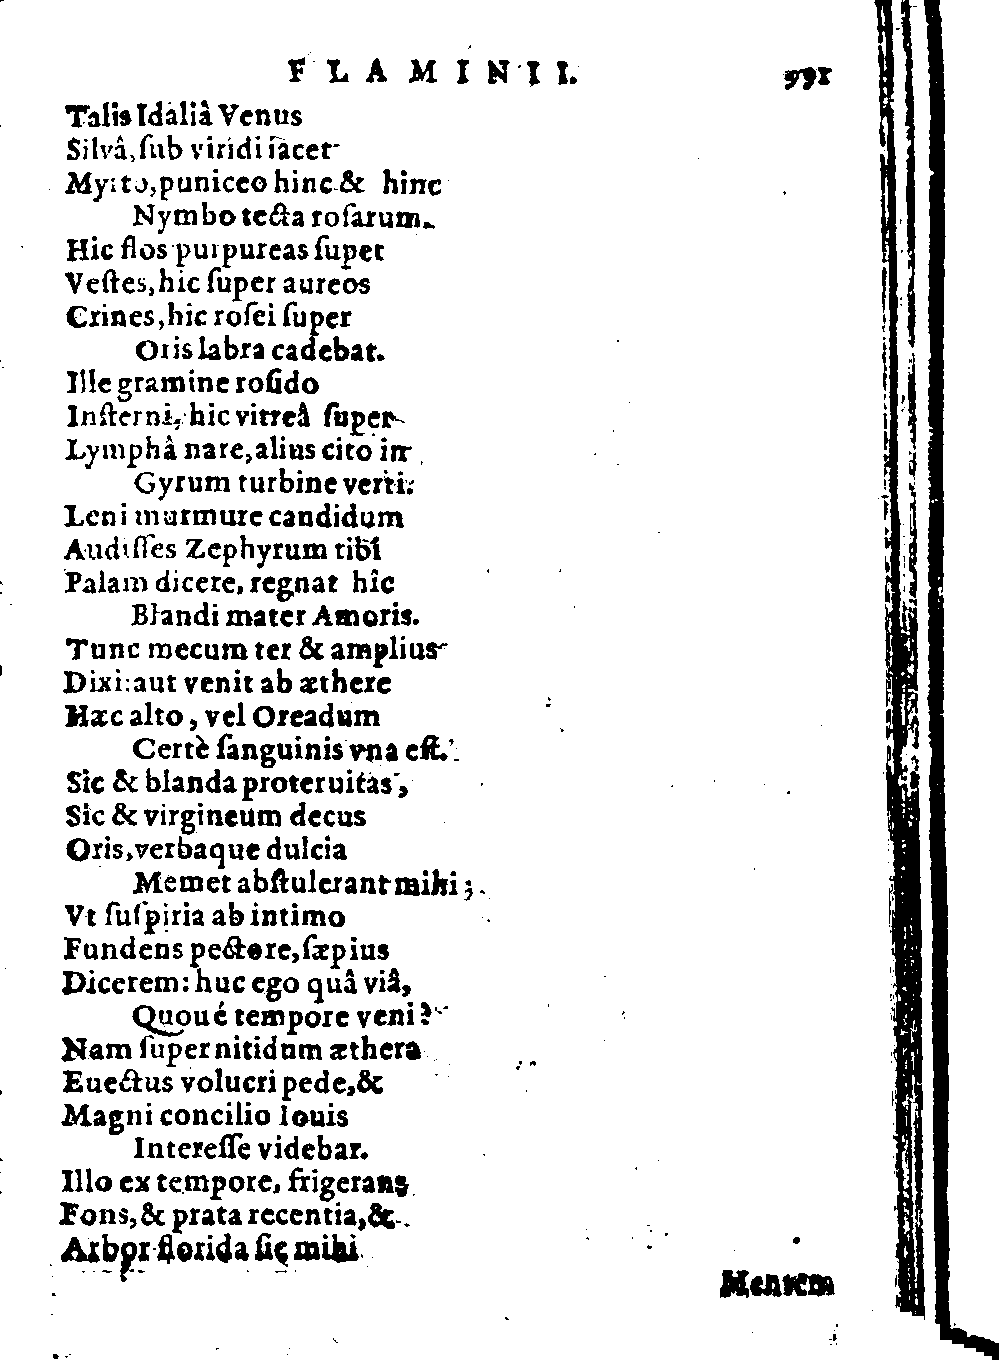 FLAMINII. 991
Talis Idaliâ Venus
Silvâ, ſub viridi iacet
Myrto, puniceo hinc & hinc
Nymbo tecta roſarum.
Hic flos purpureas ſuper
Veſtes, hic ſuper aureos
Crines, hic roſei ſuper
Oris labra cadebat.
Ille gramine roſido
Inſterni, hic vitreâ ſuper
Lymphâ nare, alius cito in
Gyrum turbine verti.
Leni murmure candidum
Audiſſes Zephyrum tibi
Palam dicere, regnat hîc
Blandi mater Amoris.
Tunc mecum ter & amplius
Dixi: aut venit ab æthere
Hæc alto, vel Oreadum
Certè ſanguinis vna eſt.
Sic & blanda proteruitas,
Sic & virgineum decus
Oris, verbaque dulcia
Memet abſtulerant mihi;
Vt ſuſpiria ab intimo
Fundens pectore, ſæpius
Dicerem: huc ego quâ viâ,
Quoué tempore veni?
Nam ſuper nitidum æthera
Euectus volucri pede, &
Magni concilio Iouis
Intereſſe videbar.
Illo ex tempore, frigerans
Fons, & prata recentia, &
Arbor florida ſic mihi
Mentem